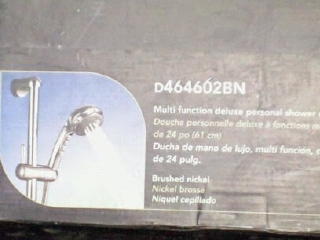 D464602BN
Multi function deluxe personal shower
Douche personnelle deluxe à fonctions
de 24 po (61 cm)
Ducha de mano de lujo, multi función,
de 24 pulg.
Brushed nickel
Nickel brossé
Níquel cepillado